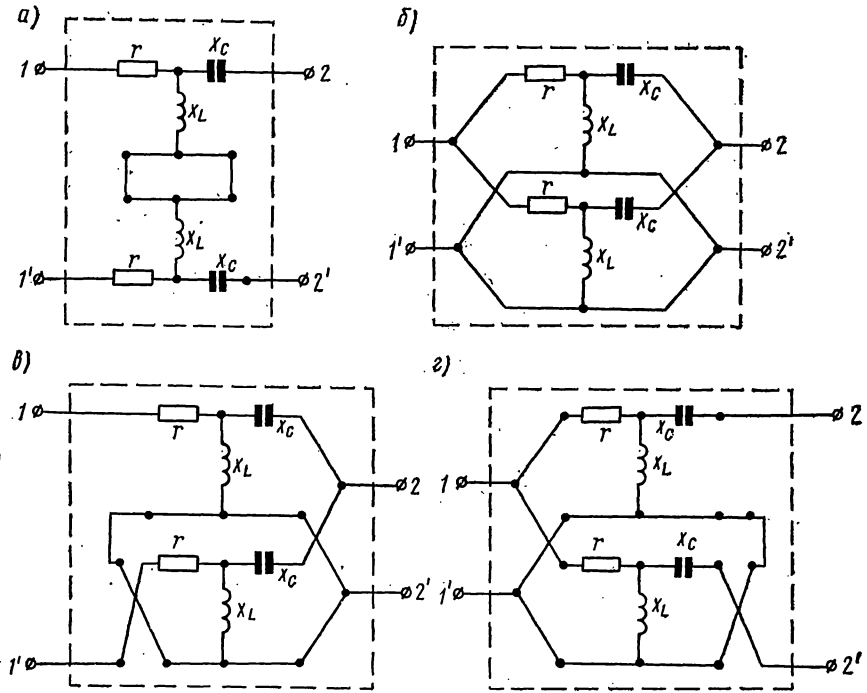 а)
б)
r
x_C
1
2
x_L
x_L
1'
r
x_C
2'
r
x_C
1
x_L
2
r
x_C
1'
x_L
2'
в)
г)
1
r
x_C
x_L
2
r
x_C
x_L
2'
1'
r
x_C
2
x_L
1
r
x_C
1'
x_L
2'